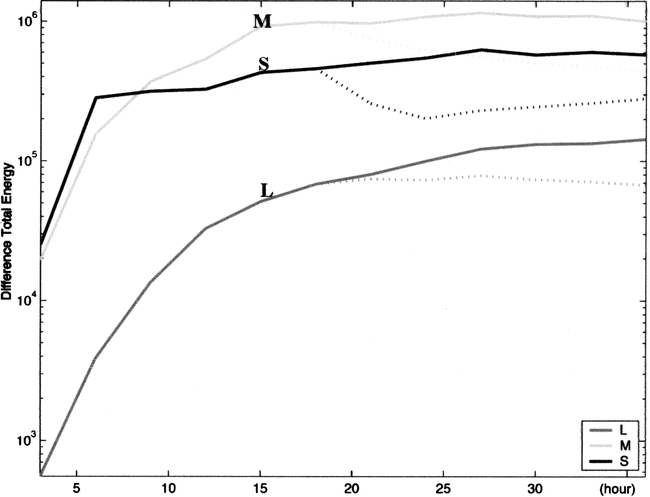 10^6
10^5
10^4
10^3
Difference Total Energy
M
S
L
L
M
S
5 10 15 20 25 30 (hour)